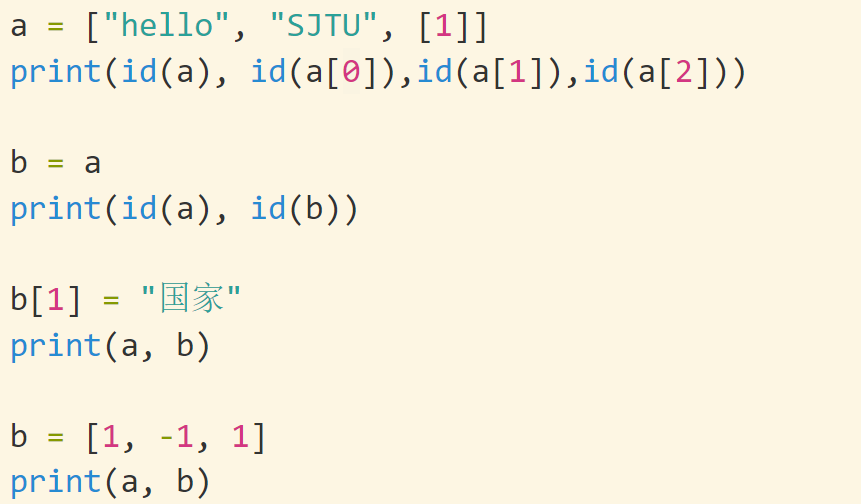 a = ["hello", "SJTU", [1]]
print(id(a), id(a[0]),id(a[1]),id(a[2]))
b = a
print(id(a), id(b))
b[1] = "国家"
print(a, b)
b = [1, -1, 1]
print(a, b)